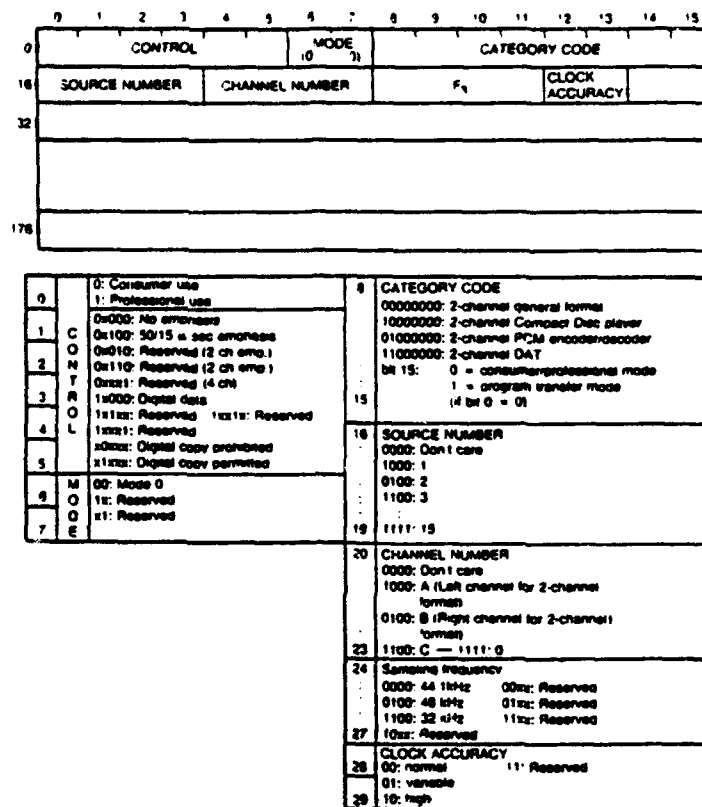 0 1 2 3 4 5 6 7 8 9 10 11 12 13 14 15
0 CONTROL MODE (0 0) CATEGORY CODE
16 SOURCE NUMBER CHANNEL NUMBER Fs CLOCK ACCURACY
32
176
0 1 2 3 4 5 CONTROL
0: Consumer use
1: Professional use
0x000: No emphasis
0x100: 50/15 µ sec emphasis
0x010: Reserved (2 ch emp.)
0x110: Reserved (2 ch emp.)
0xxx1: Reserved (4 ch)
1x000: Digital data
1x1xx: Reserved 1xx1x: Reserved
1xxx1: Reserved
x0xxx: Digital copy prohibited
x1xxx: Digital copy permitted
6 7 MODE
00: Mode 0
1x: Reserved
x1: Reserved
8 CATEGORY CODE
00000000: 2-channel general format
10000000: 2-channel Compact Disc player
01000000: 2-channel PCM encoder/decoder
11000000: 2-channel DAT
bit 15: 0 = consumer/professional mode
1 = program transfer mode
15 (if bit 0 = 0)
16 SOURCE NUMBER
0000: Don't care
1000: 1
0100: 2
1100: 3
19 1111: 15
20 CHANNEL NUMBER
0000: Don't care
1000: A (Left channel for 2-channel
format)
0100: B (Right channel for 2-channel)
format)
23 1100: C — 1111: 0
24 Sampling frequency
0000: 44.1kHz 00xx: Reserved
0100: 48 kHz 01xx: Reserved
1100: 32 kHz 11xx: Reserved
27 10xx: Reserved
CLOCK ACCURACY
28 00: normal 11: Reserved
01: variable
29 10: high